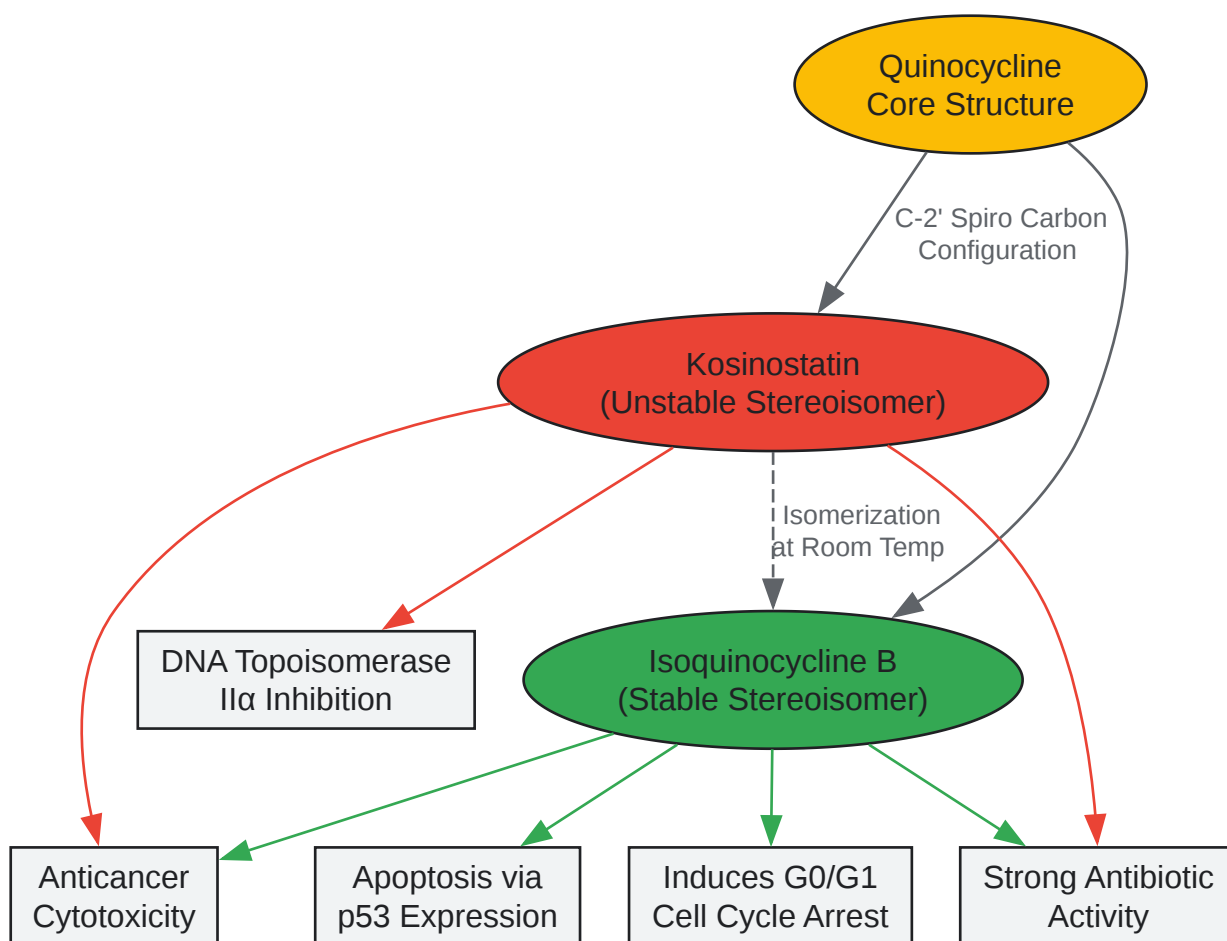 Quinocycline
Core Structure
C-2' Spiro Carbon
Configuration
Kosinostatin
(Unstable Stereoisomer)
Isomerization
at Room Temp
DNA Topoisomerase
IIα Inhibition
Isoquinocycline B
(Stable Stereoisomer)
Anticancer
Cytotoxicity
Apoptosis via
p53 Expression
Induces G0/G1
Cell Cycle Arrest
Strong Antibiotic
Activity